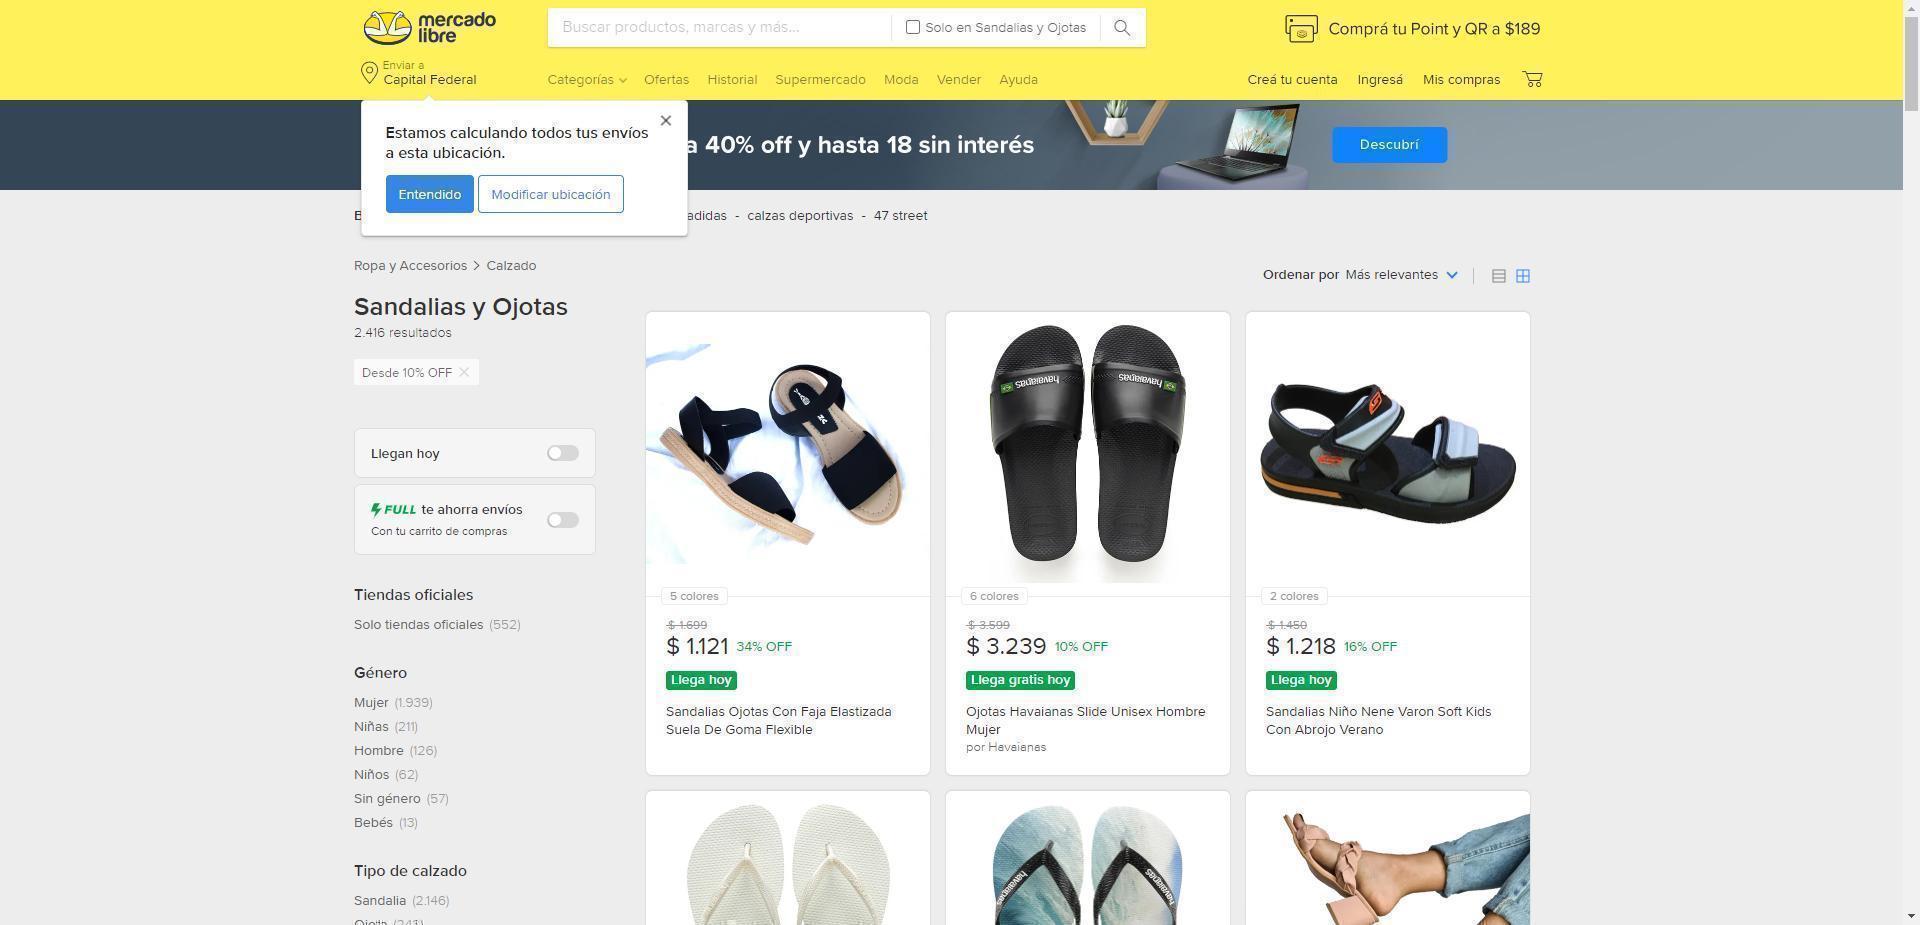 mercado
libre
Buscar productos, marcas y más...
Solo en Sandalias y Ojotas
Comprá tu Point y QR a $189
Enviar a
Capital Federal
Categorías
Ofertas
Historial
Supermercado
Moda
Vender
Ayuda
Creá tu cuenta
Ingresá
Mis compras
Estamos calculando todos tus envíos
a esta ubicación.
Entendido
Modificar ubicación
a 40% off y hasta 18 sin interés
Descubrí
adidas - calzas deportivas - 47 street
Ropa y Accesorios > Calzado
Ordenar por Más relevantes
Sandalias y Ojotas
2.416 resultados
Desde 10% OFF
Llegan hoy
FULL te ahorra envíos
Con tu carrito de compras
Tiendas oficiales
Solo tiendas oficiales (552)
Género
Mujer (1.939)
Niñas (211)
Hombre (126)
Niños (62)
Sin género (57)
Bebés (13)
Tipo de calzado
Sandalia (2.146)
Ojota (241)
5 colores
$ 1.699
$ 1.121 34% OFF
Llega hoy
Sandalias Ojotas Con Faja Elastizada
Suela De Goma Flexible
havaianas
havaianas
6 colores
$ 3.599
$ 3.239 10% OFF
Llega gratis hoy
Ojotas Havaianas Slide Unisex Hombre
Mujer
por Havaianas
2 colores
$ 1.450
$ 1.218 16% OFF
Llega hoy
Sandalias Niño Nene Varon Soft Kids
Con Abrojo Verano
havaianas
havaianas